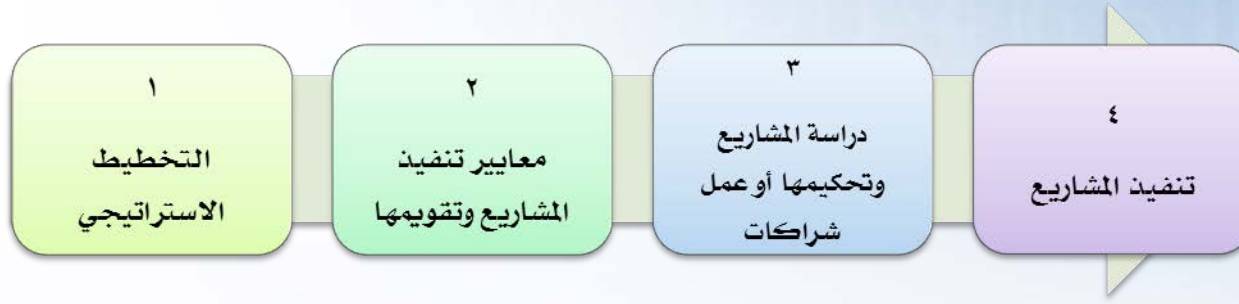 ١
التخطيط
الاستراتيجي
٢
معايير تنفيذ
المشاريع وتقويمها
٣
دراسة المشاريع
وتحكيمها أو عمل
شراكات
٤
تنفيذ المشاريع